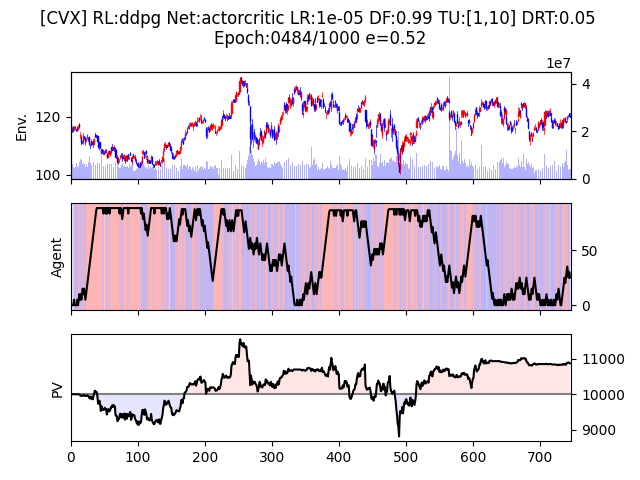 [CVX] RL:ddpg Net:actorcritic LR:1e-05 DF:0.99 TU:[1,10] DRT:0.05
Epoch:0484/1000 e=0.52
1e7
Env.
120
100
4
2
0
Agent
50
0
PV
11000
10000
9000
0 100 200 300 400 500 600 700